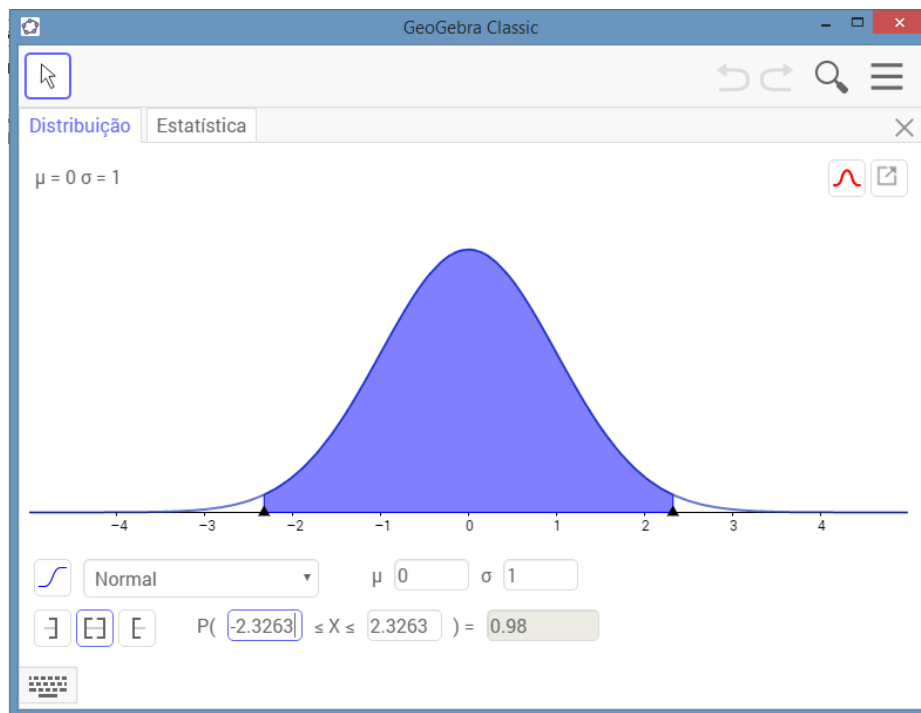 GeoGebra Classic
Distribuição Estatística
μ = 0 σ = 1
−4 −3 −2 −1 0 1 2 3 4
Normal μ 0 σ 1
P( -2.3263 ≤ X ≤ 2.3263 ) = 0.98